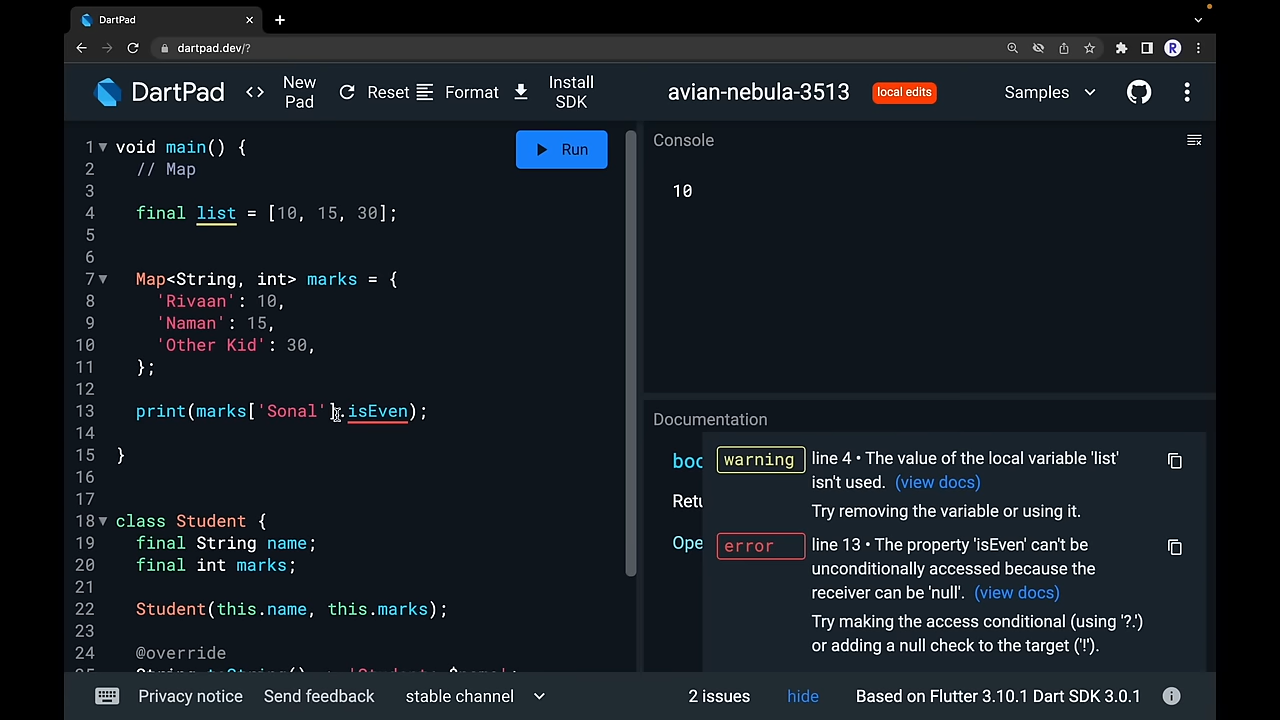 DartPad
dartpad.dev/?
R
DartPad
<> New Pad
Reset
Format
Install SDK
avian-nebula-3513
local edits
Samples
Run
1 void main() {
2 // Map
3
4 final list = [10, 15, 30];
5
6
7 Map<String, int> marks = {
8 'Rivaan': 10,
9 'Naman': 15,
10 'Other Kid': 30,
11 };
12
13 print(marks['Sonal'].isEven);
14
15 }
16
17
18 class Student {
19 final String name;
20 final int marks;
21
22 Student(this.name, this.marks);
23
24 @override
Console
10
Documentation
warning line 4 • The value of the local variable 'list'
isn't used. (view docs)
Try removing the variable or using it.
error line 13 • The property 'isEven' can't be
unconditionally accessed because the
receiver can be 'null'. (view docs)
Try making the access conditional (using '?.')
or adding a null check to the target ('!').
Privacy notice
Send feedback
stable channel
2 issues
hide
Based on Flutter 3.10.1 Dart SDK 3.0.1